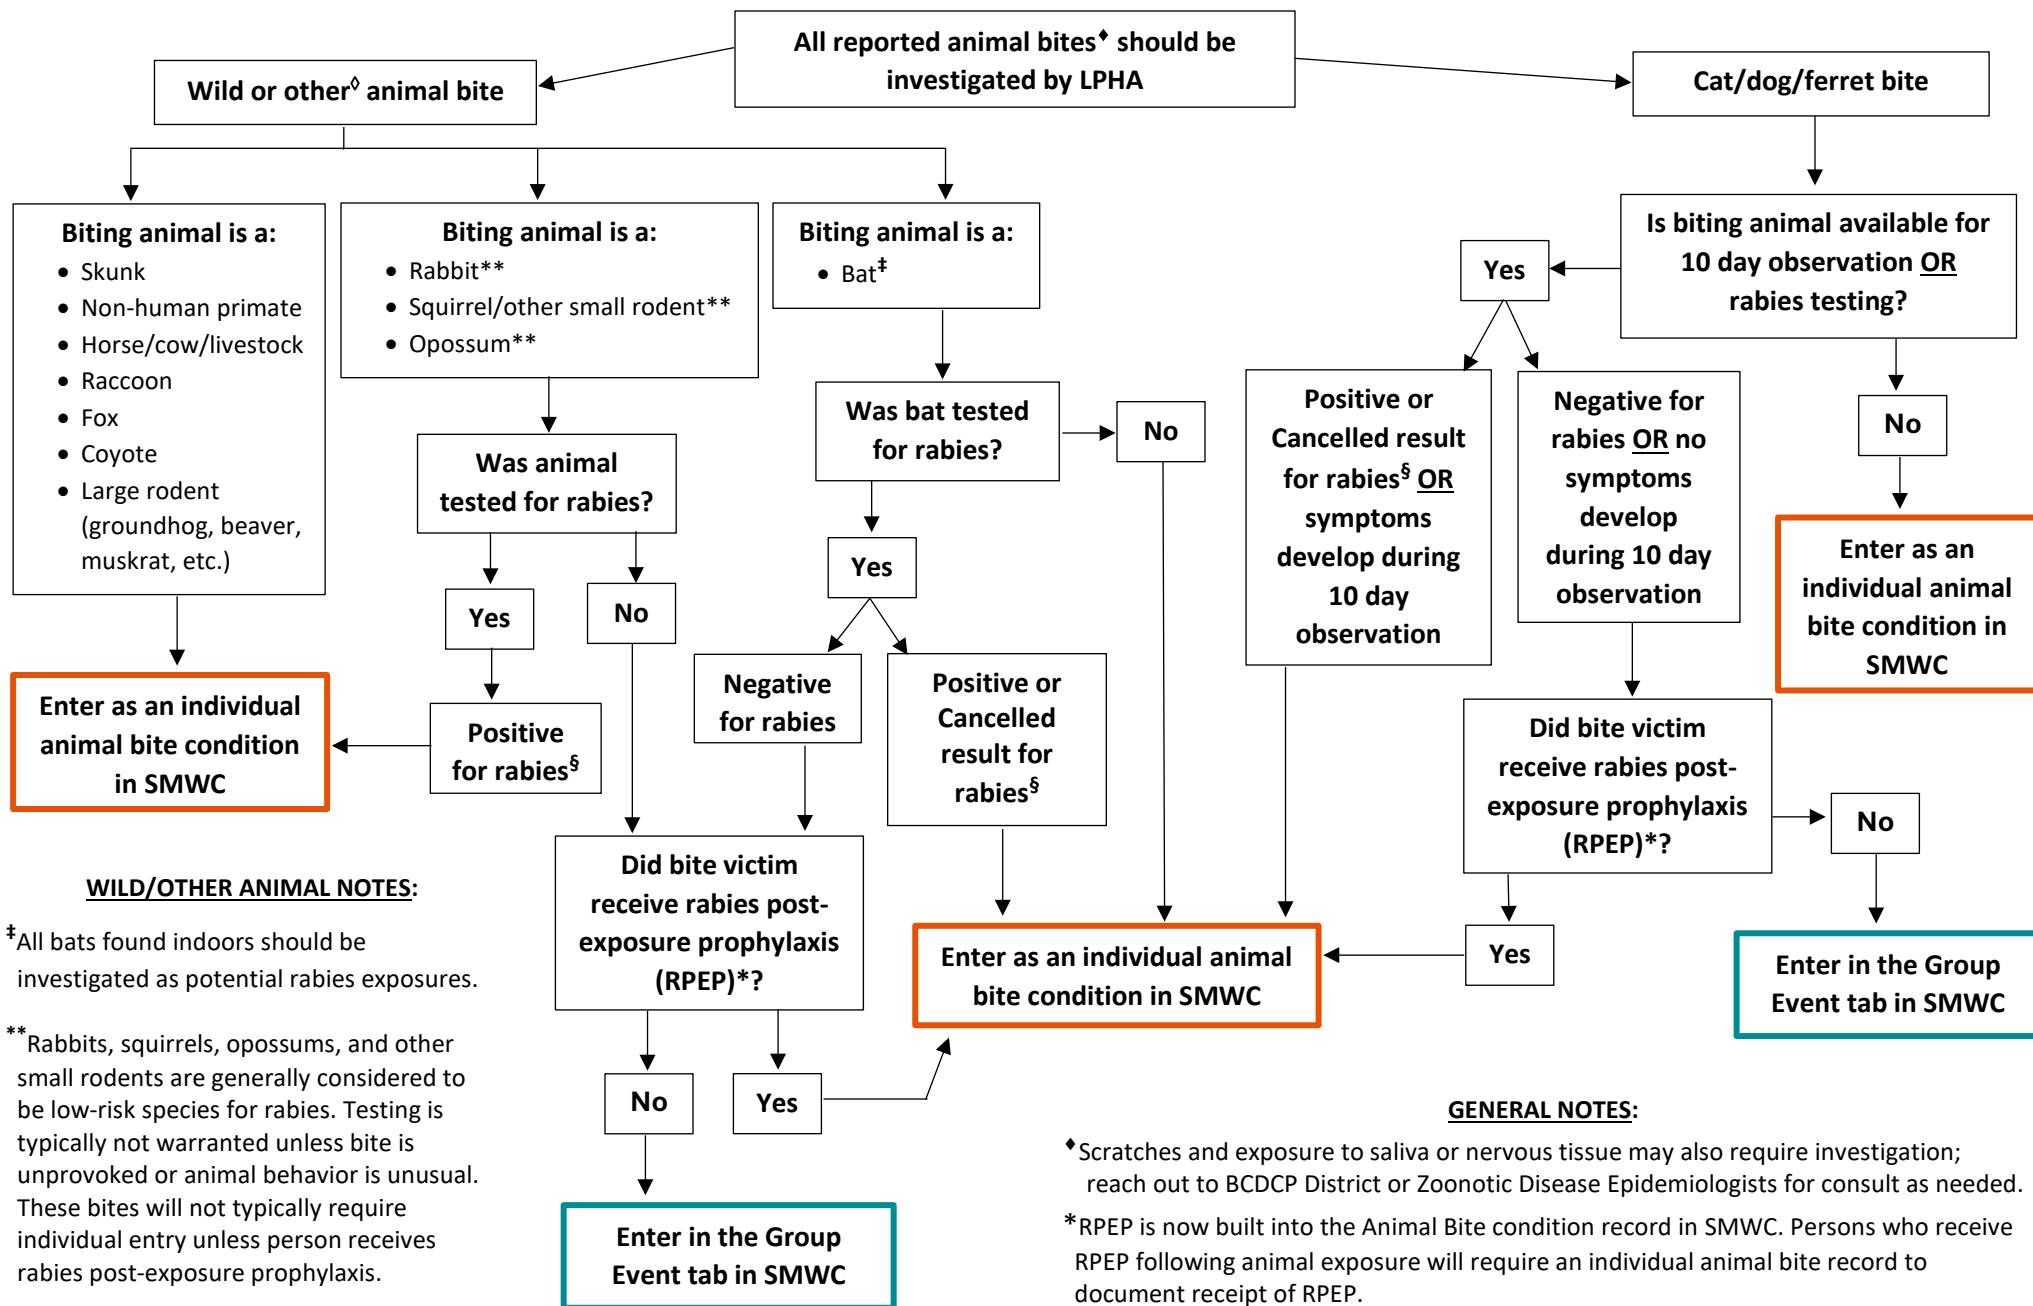 All reported animal bites♦ should be
investigated by LPHA
Wild or other◊ animal bite
Cat/dog/ferret bite
Biting animal is a:
• Skunk
• Non-human primate
• Horse/cow/livestock
• Raccoon
• Fox
• Coyote
• Large rodent
(groundhog, beaver,
muskrat, etc.)
Biting animal is a:
• Rabbit**
• Squirrel/other small rodent**
• Opossum**
Biting animal is a:
• Bat‡
Is biting animal available for
10 day observation OR
rabies testing?
Yes
No
Was animal
tested for rabies?
Yes
No
Was bat tested
for rabies?
No
Yes
Positive or
Cancelled result
for rabies§ OR
symptoms
develop during
10 day
observation
Negative for
rabies OR no
symptoms
develop
during 10 day
observation
Enter as an
individual animal
bite condition in
SMWC
Enter as an individual
animal bite condition
in SMWC
Positive
for rabies§
Negative
for rabies
Positive or
Cancelled
result for
rabies§
Did bite victim
receive rabies post-
exposure prophylaxis
(RPEP)*?
No
Yes
Did bite victim
receive rabies post-
exposure prophylaxis
(RPEP)*?
No
Yes
Enter as an individual animal
bite condition in SMWC
Enter in the Group
Event tab in SMWC
Enter in the Group
Event tab in SMWC
WILD/OTHER ANIMAL NOTES:
‡All bats found indoors should be
investigated as potential rabies exposures.
**Rabbits, squirrels, opossums, and other
small rodents are generally considered to
be low-risk species for rabies. Testing is
typically not warranted unless bite is
unprovoked or animal behavior is unusual.
These bites will not typically require
individual entry unless person receives
rabies post-exposure prophylaxis.
GENERAL NOTES:
♦Scratches and exposure to saliva or nervous tissue may also require investigation;
reach out to BCDCP District or Zoonotic Disease Epidemiologists for consult as needed.
*RPEP is now built into the Animal Bite condition record in SMWC. Persons who receive
RPEP following animal exposure will require an individual animal bite record to
document receipt of RPEP.